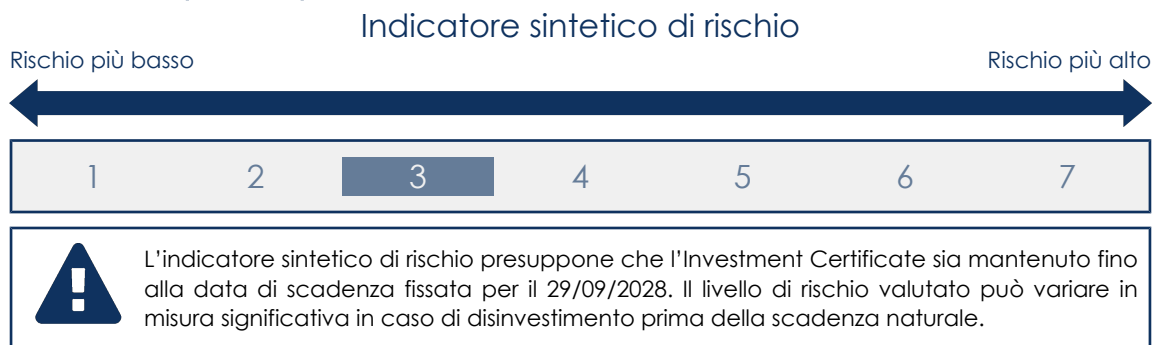 Indicatore sintetico di rischio
Rischio più basso Rischio più alto
1 2 3 4 5 6 7
L'indicatore sintetico di rischio presuppone che l'Investment Certificate sia mantenuto fino
alla data di scadenza fissata per il 29/09/2028. Il livello di rischio valutato può variare in
misura significativa in caso di disinvestimento prima della scadenza naturale.